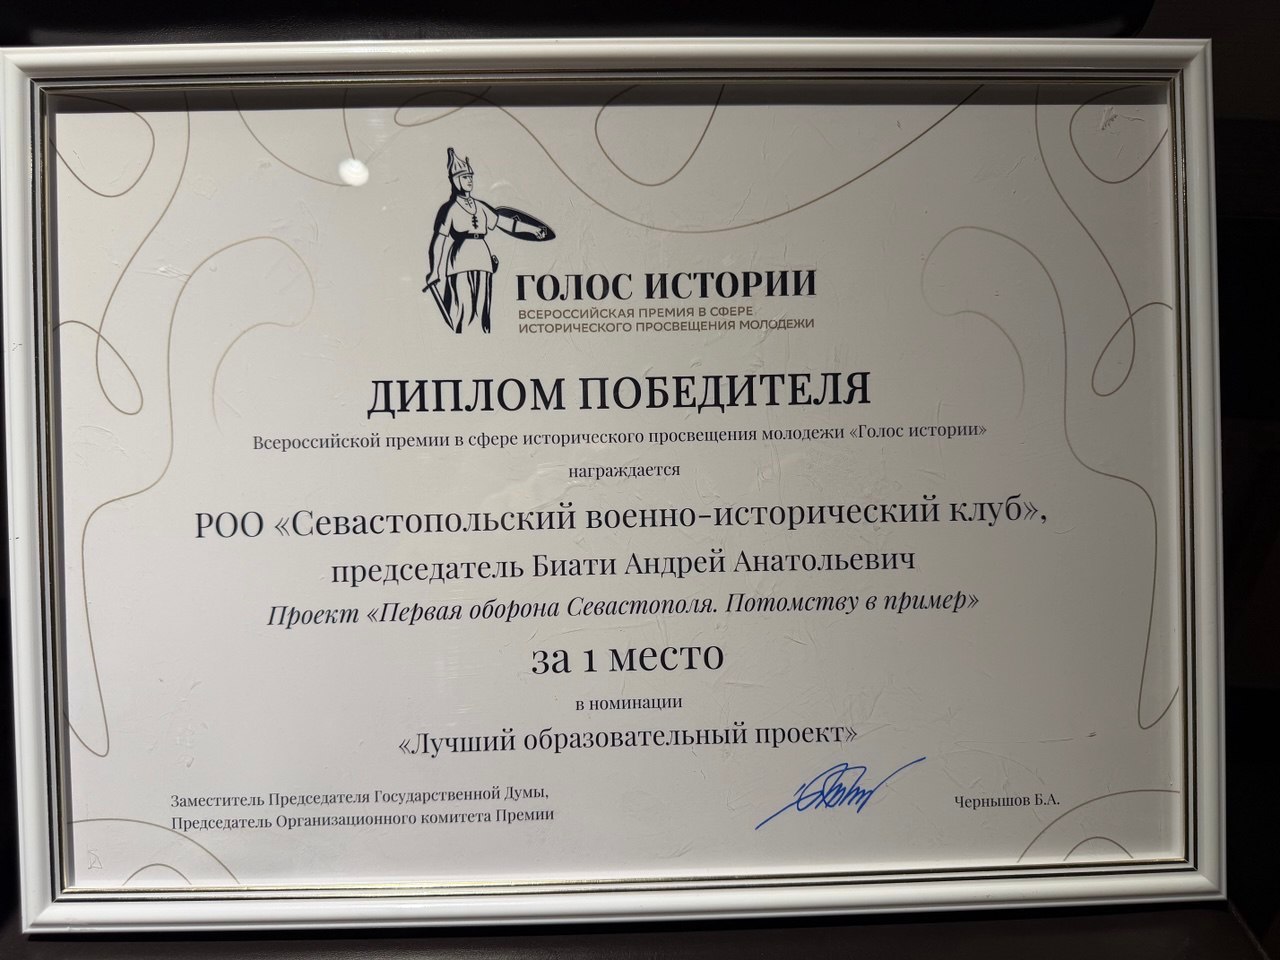 ГОЛОС ИСТОРИИ
ВСЕРОССИЙСКАЯ ПРЕМИЯ В СФЕРЕ
ИСТОРИЧЕСКОГО ПРОСВЕЩЕНИЯ МОЛОДЕЖИ
ДИПЛОМ ПОБЕДИТЕЛЯ
Всероссийской премии в сфере исторического просвещения молодежи «Голос истории»
награждается
РОО «Севастопольский военно-исторический клуб»,
председатель Биати Андрей Анатольевич
Проект «Первая оборона Севастополя. Потомству в пример»
за 1 место
в номинации
«Лучший образовательный проект»
Заместитель Председателя Государственной Думы,
Председатель Организационного комитета Премии
Чернышов Б.А.